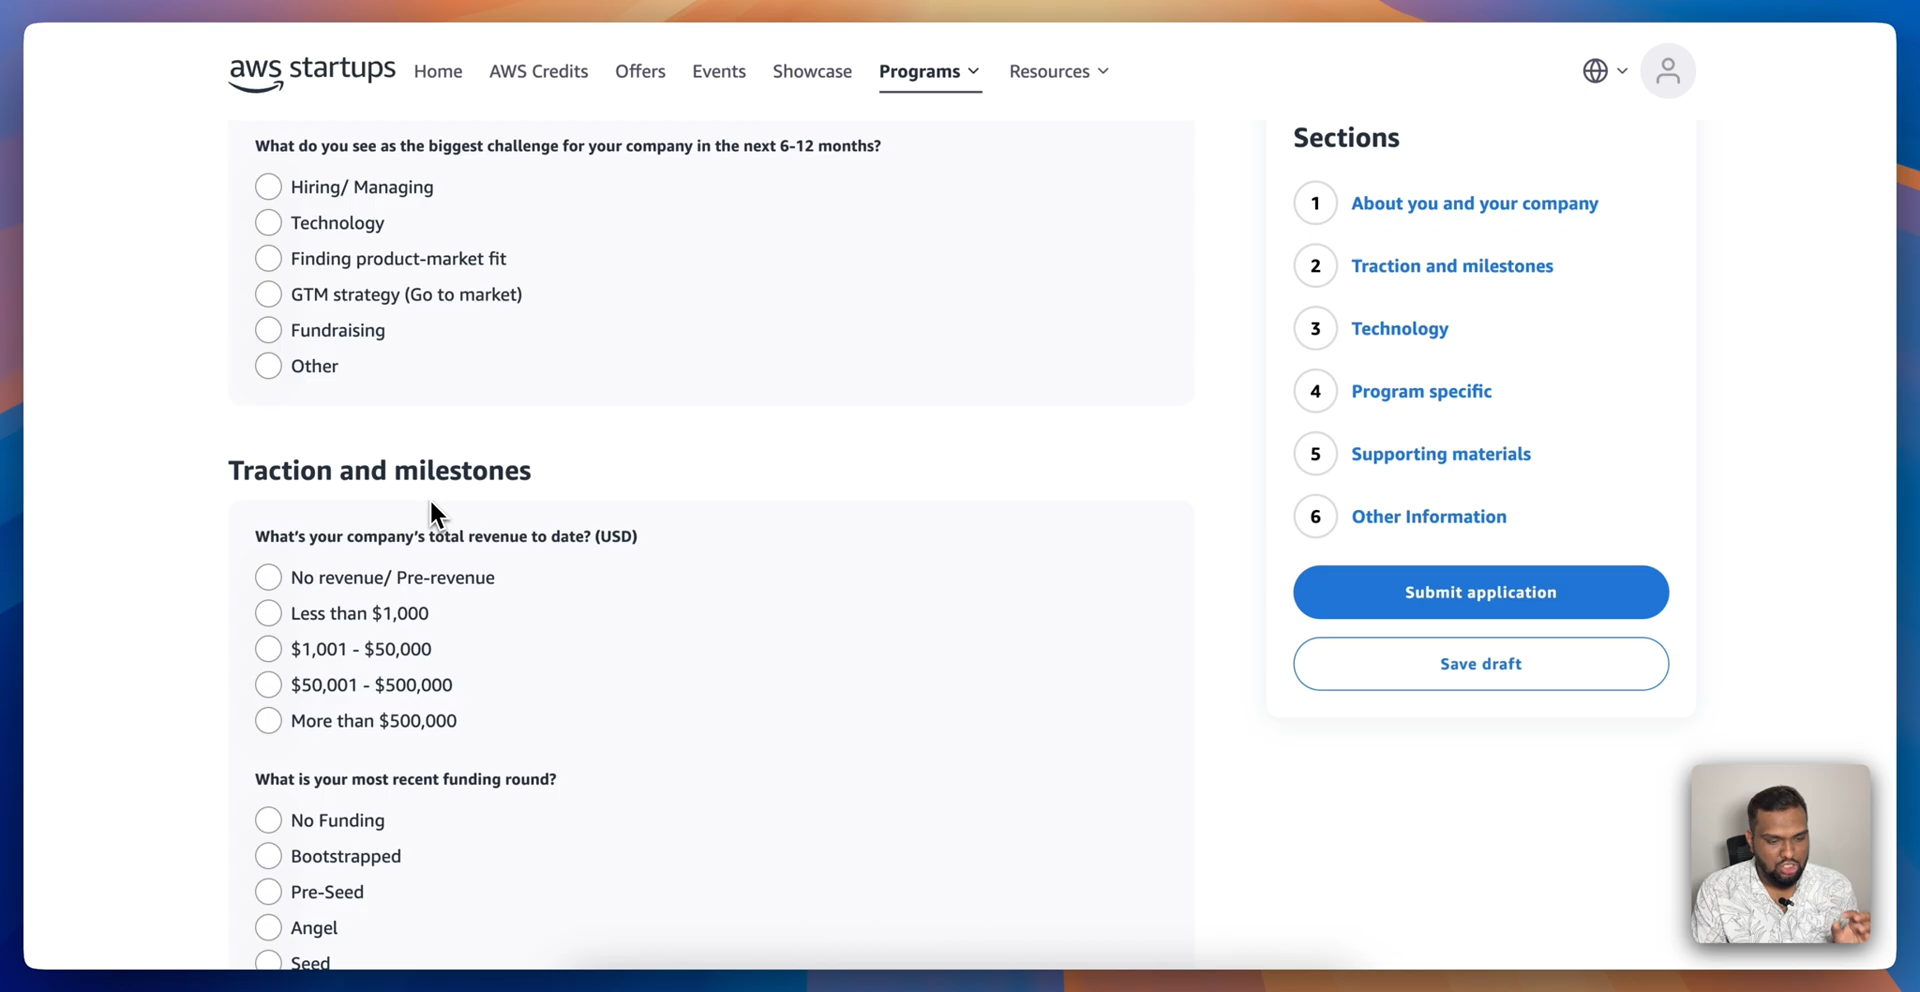 aws startups
Home
AWS Credits
Offers
Events
Showcase
Programs
Resources
What do you see as the biggest challenge for your company in the next 6-12 months?
Hiring/ Managing
Technology
Finding product-market fit
GTM strategy (Go to market)
Fundraising
Other
Traction and milestones
What's your company's total revenue to date? (USD)
No revenue/ Pre-revenue
Less than $1,000
$1,001 - $50,000
$50,001 - $500,000
More than $500,000
What is your most recent funding round?
No Funding
Bootstrapped
Pre-Seed
Angel
Seed
Sections
1 About you and your company
2 Traction and milestones
3 Technology
4 Program specific
5 Supporting materials
6 Other Information
Submit application
Save draft